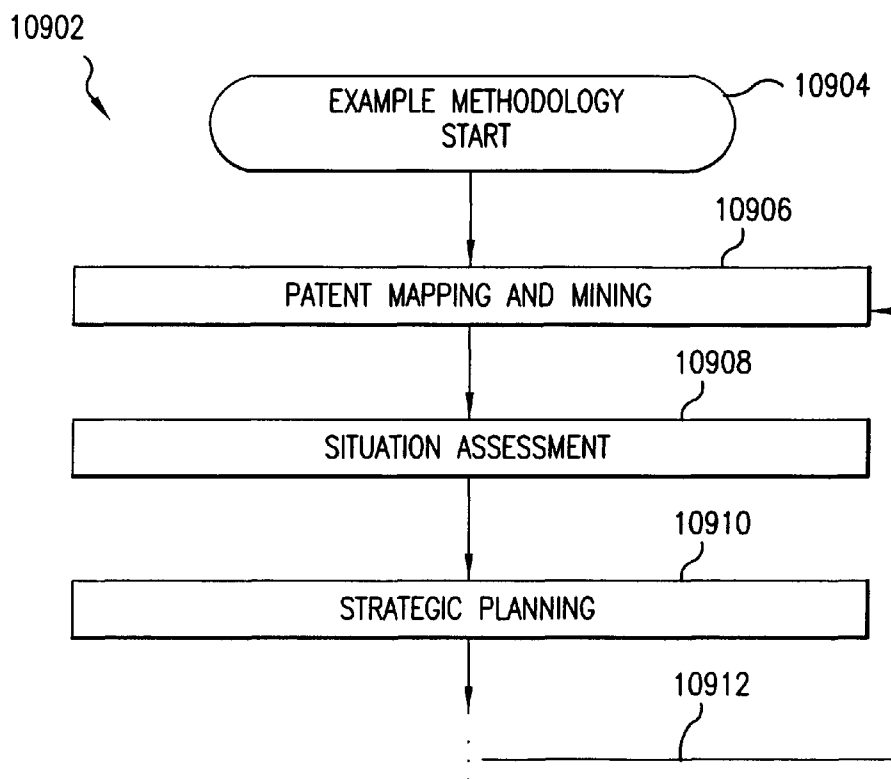 10902
EXAMPLE METHODOLOGY
START
10904
10906
PATENT MAPPING AND MINING
10908
SITUATION ASSESSMENT
10910
STRATEGIC PLANNING
10912